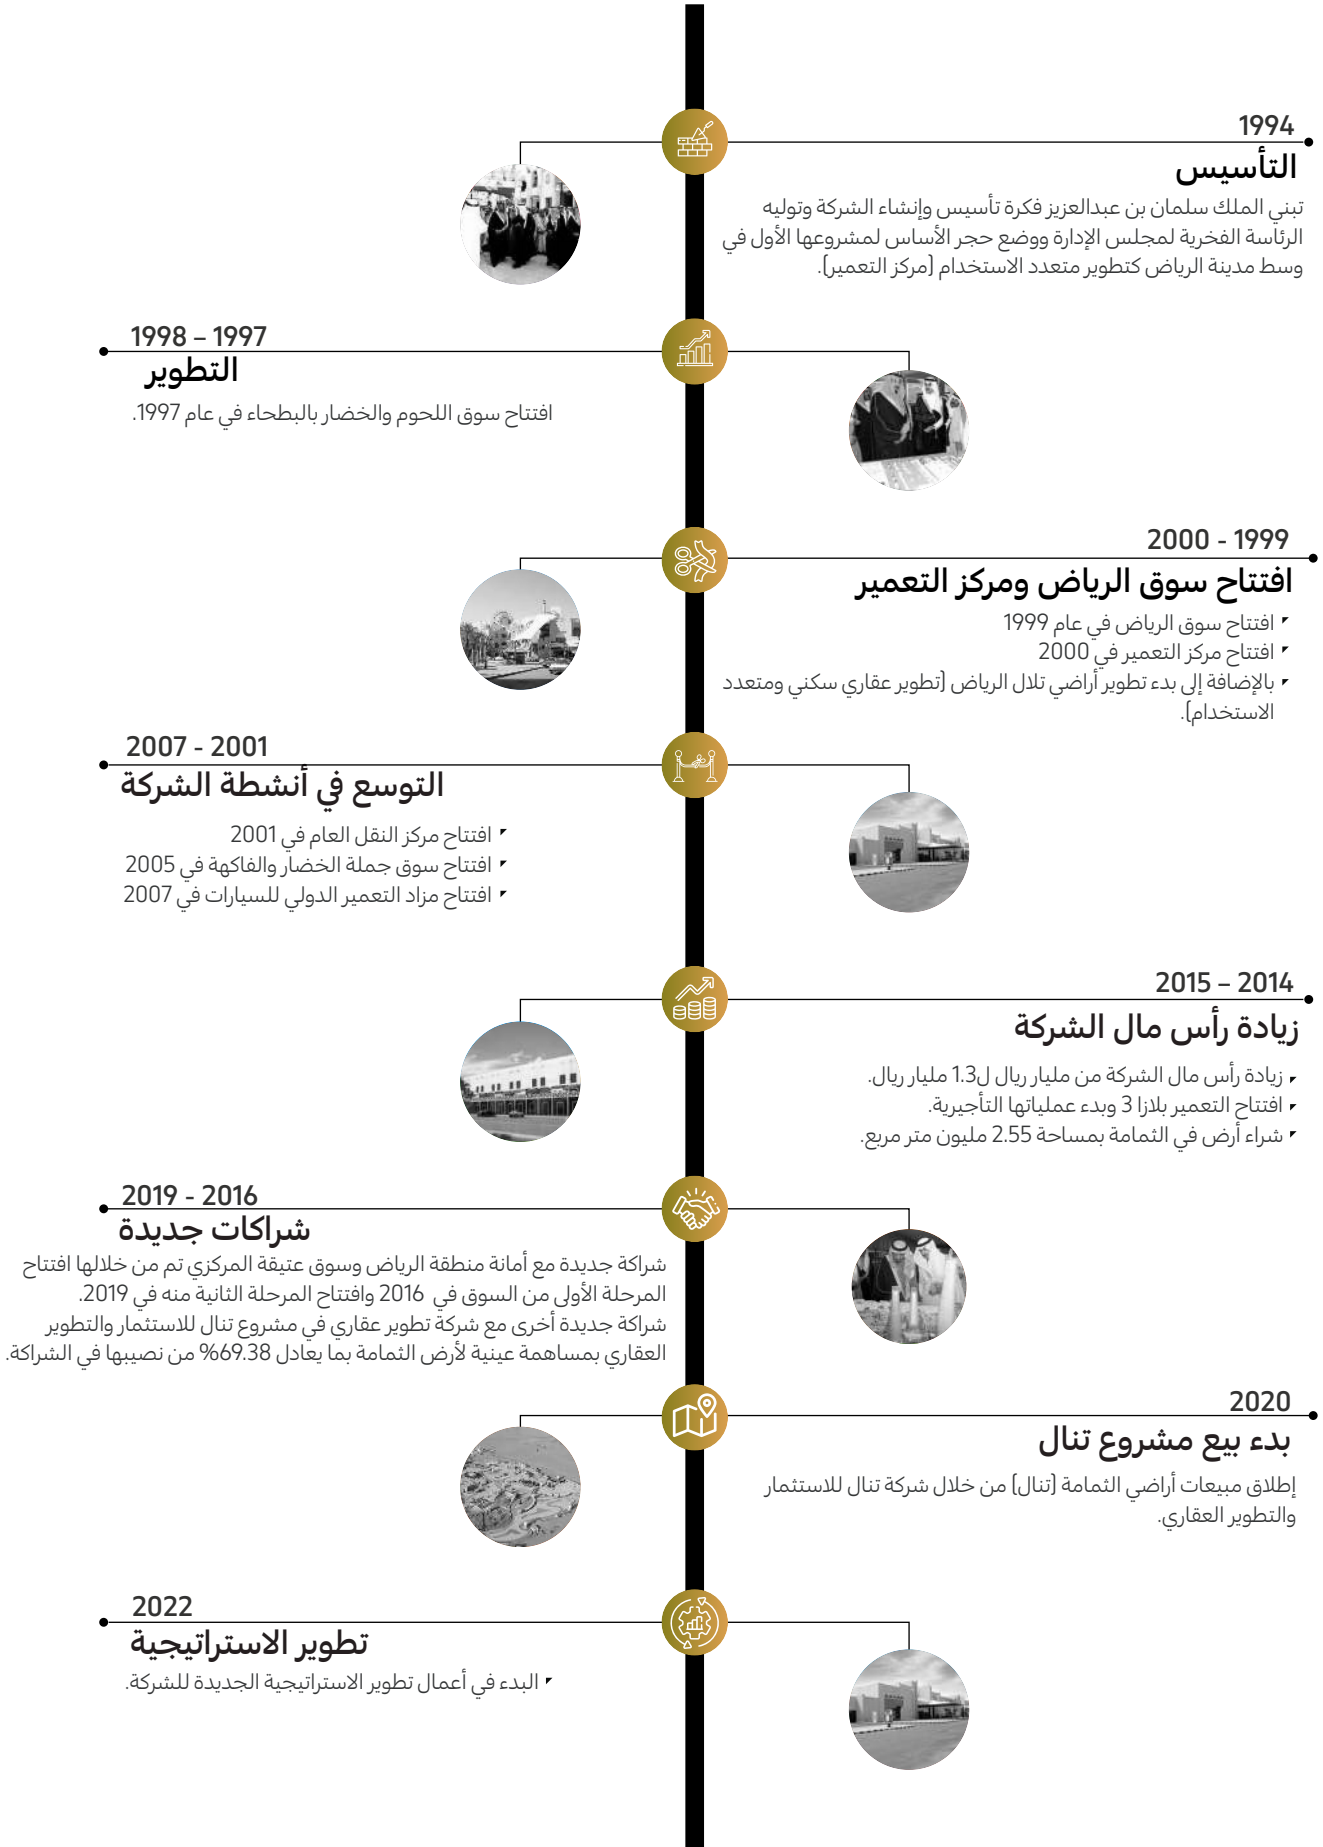 1994
التأسيس
تبني الملك سلمان بن عبدالعزيز فكرة تأسيس وإنشاء الشركة وتوليه
الرئاسة الفخرية لمجلس الإدارة ووضع حجر الأساس لمشروعها الأول في
وسط مدينة الرياض كتطوير متعدد الاستخدام (مركز التعمير).
1997 – 1998
التطوير
افتتاح سوق اللحوم والخضار بالبطحاء في عام 1997.
1999 - 2000
افتتاح سوق الرياض ومركز التعمير
افتتاح سوق الرياض في عام 1999
افتتاح مركز التعمير في 2000
بالإضافة إلى بدء تطوير أراضي تلال الرياض (تطوير عقاري سكني ومتعدد
الاستخدام).
2001 - 2007
التوسع في أنشطة الشركة
افتتاح مركز النقل العام في 2001
افتتاح سوق جملة الخضار والفاكهة في 2005
افتتاح مزاد التعمير الدولي للسيارات في 2007
2014 – 2015
زيادة رأس مال الشركة
زيادة رأس مال الشركة من مليار ريال ل1.3 مليار ريال.
افتتاح التعمير بلازا 3 وبدء عملياتها التأجيرية.
شراء أرض في الثمامة بمساحة 2.55 مليون متر مربع.
2016 - 2019
شراكات جديدة
شراكة جديدة مع أمانة منطقة الرياض وسوق عتيقة المركزي تم من خلالها افتتاح
المرحلة الأولى من السوق في 2016 وافتتاح المرحلة الثانية منه في 2019.
شراكة جديدة أخرى مع شركة تطوير عقاري في مشروع تنال للاستثمار والتطوير
العقاري بمساهمة عينية لأرض الثمامة بما يعادل 69.38% من نصيبها في الشراكة.
2020
بدء بيع مشروع تنال
إطلاق مبيعات أراضي الثمامة (تنال) من خلال شركة تنال للاستثمار
والتطوير العقاري.
2022
تطوير الاستراتيجية
البدء في أعمال تطوير الاستراتيجية الجديدة للشركة.